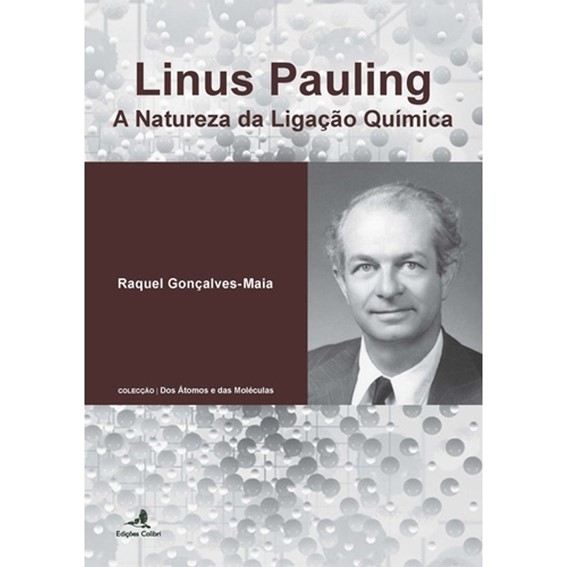 Linus Pauling
A Natureza da Ligação Química
Raquel Gonçalves-Maia
COLECÇÃO | Dos Átomos e das Moléculas
Edições Colibri